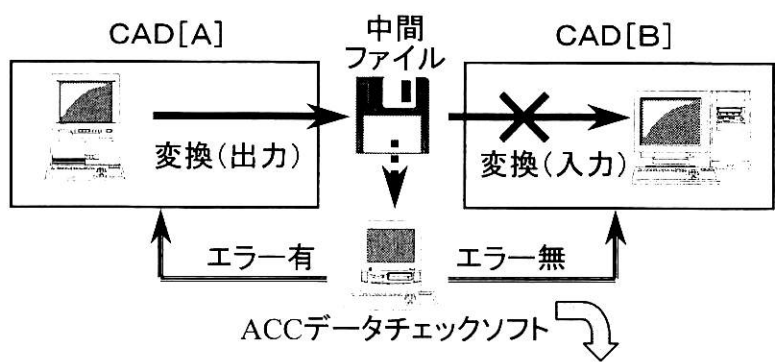 CAD[A]
中間
ファイル
CAD[B]
変換(出力)
変換(入力)
エラー有
エラー無
ACCデータチェックソフト